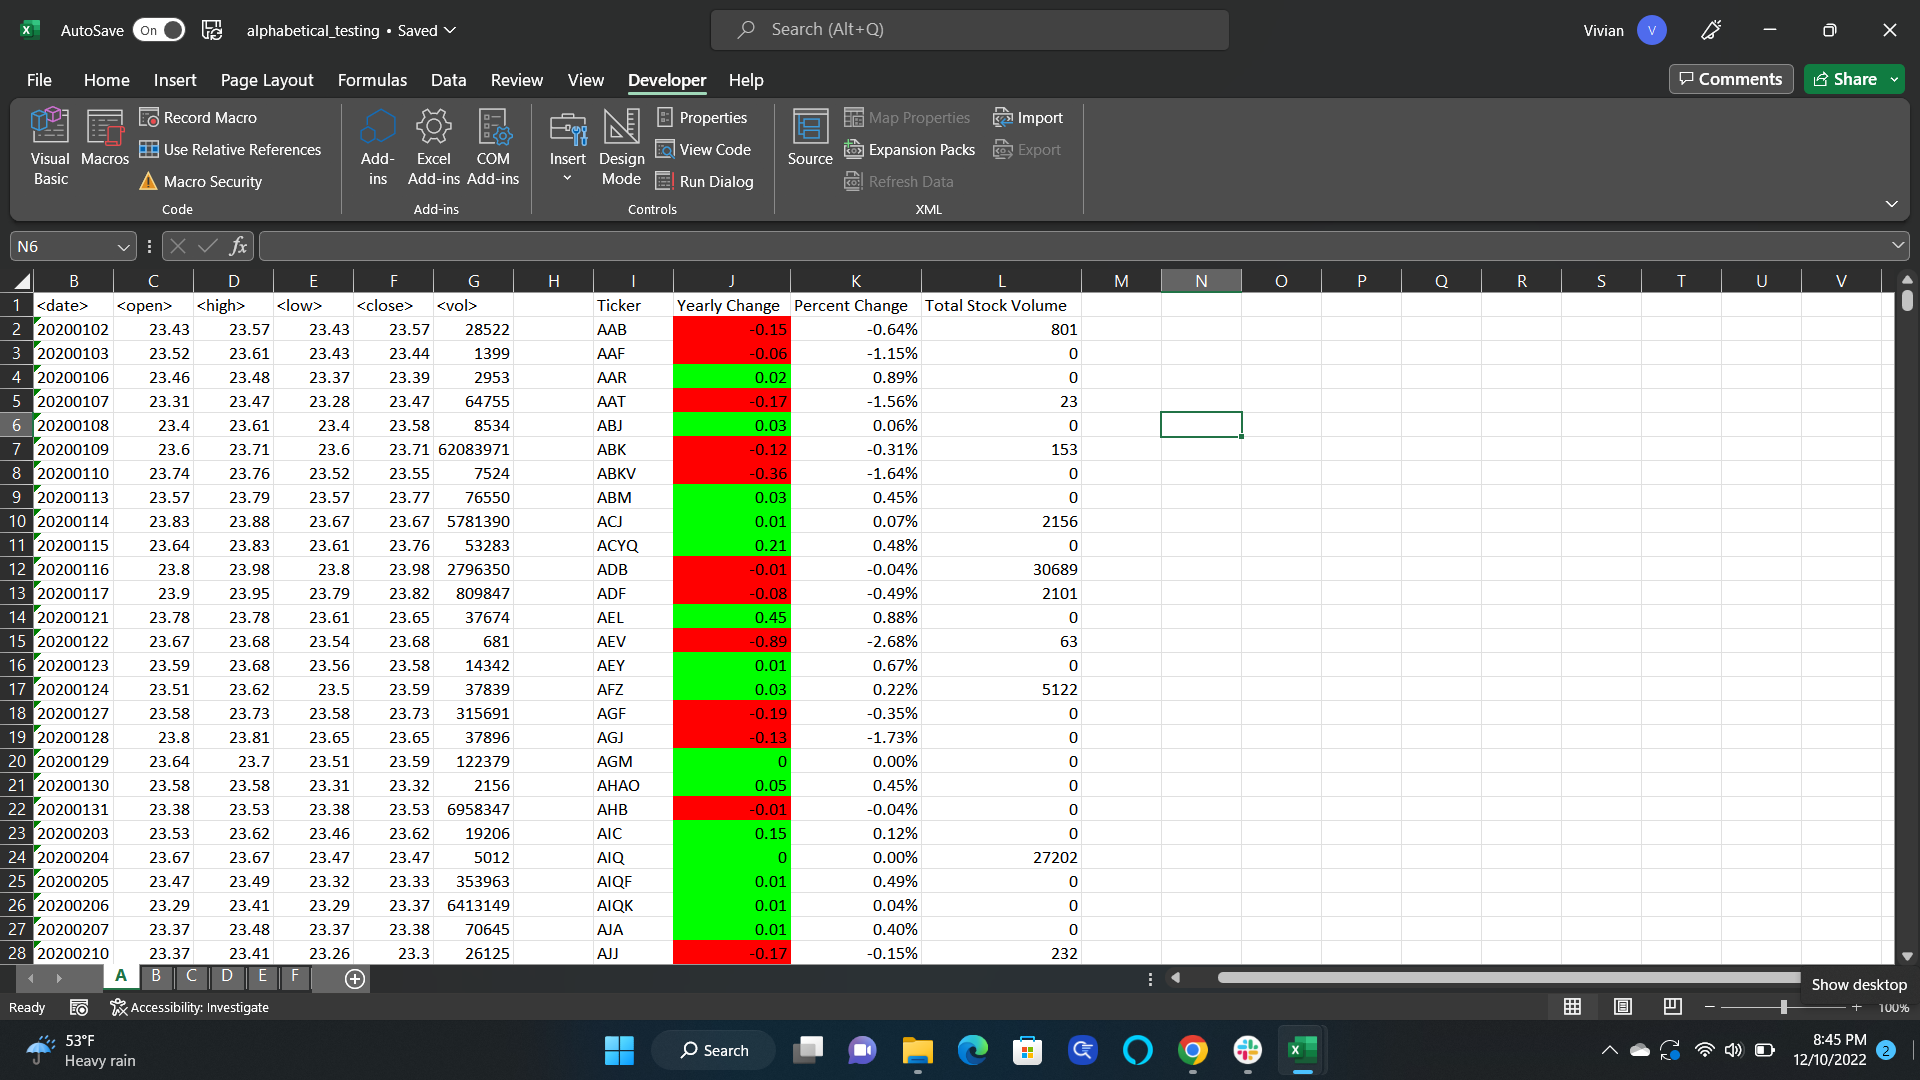 AutoSave On alphabetical_testing • Saved Search (Alt+Q) Vivian V
File Home Insert Page Layout Formulas Data Review View Developer Help Comments Share
Visual Basic
Macros
Record Macro
Use Relative References
Macro Security
Code
Add-ins
Excel Add-ins
COM Add-ins
Add-ins
Insert
Design Mode
Properties
View Code
Run Dialog
Controls
Source
Map Properties
Expansion Packs
Refresh Data
Import
Export
XML
N6 fx
B C D E F G H I J K L M N O P Q R S T U V
1 <date> <open> <high> <low> <close> <vol> Ticker Yearly Change Percent Change Total Stock Volume
2 20200102 23.43 23.57 23.43 23.57 28522 AAB -0.15 -0.64% 801
3 20200103 23.52 23.61 23.43 23.44 1399 AAF -0.06 -1.15% 0
4 20200106 23.46 23.48 23.37 23.39 2953 AAR 0.02 0.89% 0
5 20200107 23.31 23.47 23.28 23.47 64755 AAT -0.17 -1.56% 23
6 20200108 23.4 23.61 23.4 23.58 8534 ABJ 0.03 0.06% 0
7 20200109 23.6 23.71 23.6 23.71 62083971 ABK -0.12 -0.31% 153
8 20200110 23.74 23.76 23.52 23.55 7524 ABKV -0.36 -1.64% 0
9 20200113 23.57 23.79 23.57 23.77 76550 ABM 0.03 0.45% 0
10 20200114 23.83 23.88 23.67 23.67 5781390 ACJ 0.01 0.07% 2156
11 20200115 23.64 23.83 23.61 23.76 53283 ACYQ 0.21 0.48% 0
12 20200116 23.8 23.98 23.8 23.98 2796350 ADB -0.01 -0.04% 30689
13 20200117 23.9 23.95 23.79 23.82 809847 ADF -0.08 -0.49% 2101
14 20200121 23.78 23.78 23.61 23.65 37674 AEL 0.45 0.88% 0
15 20200122 23.67 23.68 23.54 23.68 681 AEV -0.89 -2.68% 63
16 20200123 23.59 23.68 23.56 23.58 14342 AEY 0.01 0.67% 0
17 20200124 23.51 23.62 23.5 23.59 37839 AFZ 0.03 0.22% 5122
18 20200127 23.58 23.73 23.58 23.73 315691 AGF -0.19 -0.35% 0
19 20200128 23.8 23.81 23.65 23.65 37896 AGJ -0.13 -1.73% 0
20 20200129 23.64 23.7 23.51 23.59 122379 AGM 0 0.00% 0
21 20200130 23.58 23.58 23.31 23.32 2156 AHAO 0.05 0.45% 0
22 20200131 23.38 23.53 23.38 23.53 6958347 AHB -0.01 -0.04% 0
23 20200203 23.53 23.62 23.46 23.62 19206 AIC 0.15 0.12% 0
24 20200204 23.67 23.67 23.47 23.47 5012 AIQ 0 0.00% 27202
25 20200205 23.47 23.49 23.32 23.33 353963 AIQF 0.01 0.49% 0
26 20200206 23.29 23.41 23.29 23.37 6413149 AIQK 0.01 0.04% 0
27 20200207 23.37 23.48 23.37 23.38 70645 AJA 0.01 0.40% 0
28 20200210 23.37 23.41 23.26 23.3 26125 AJJ -0.17 -0.15% 232
A B C D E F
Show desktop
Ready Accessibility: Investigate 100%
53°F
Heavy rain
Search
8:45 PM
12/10/2022
2